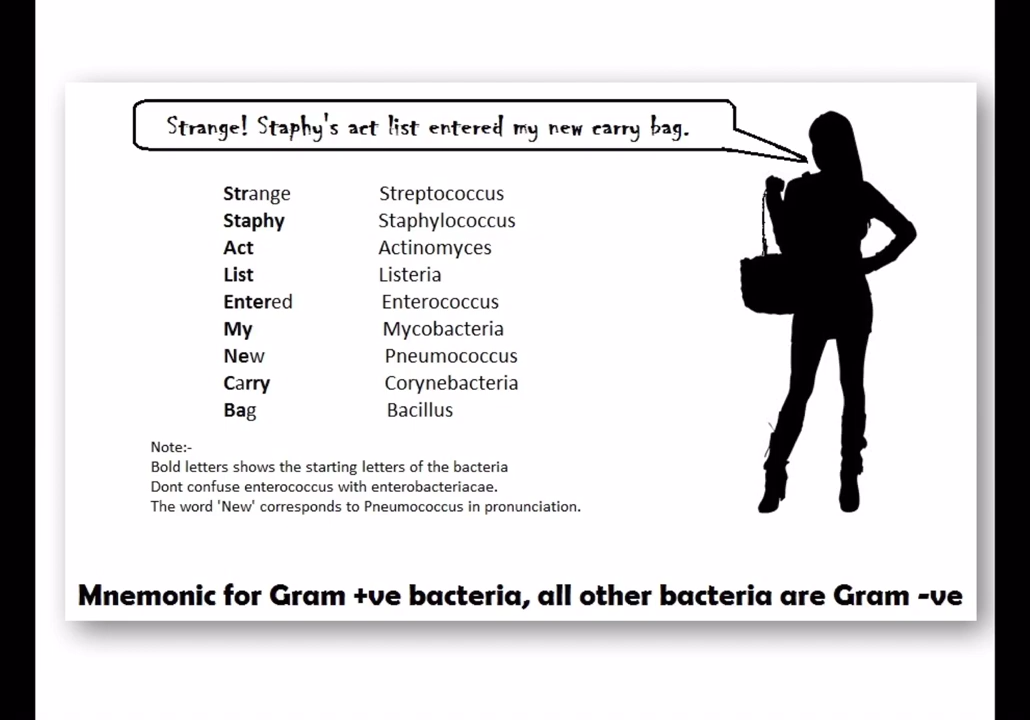 Strange! Staphy's act list entered my new carry bag.
Strange Streptococcus
Staphy Staphylococcus
Act Actinomyces
List Listeria
Entered Enterococcus
My Mycobacteria
New Pneumococcus
Carry Corynebacteria
Bag Bacillus
Note:-
Bold letters shows the starting letters of the bacteria
Dont confuse enterococcus with enterobacteriacae.
The word 'New' corresponds to Pneumococcus in pronunciation.
Mnemonic for Gram +ve bacteria, all other bacteria are Gram -ve